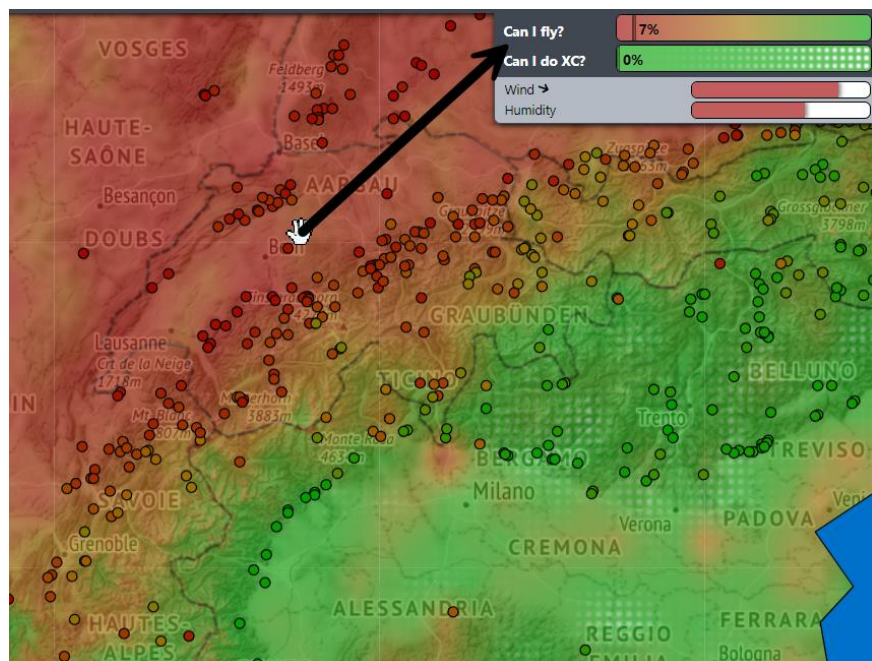 Can I fly?
7%
Can I do XC?
0%
Wind
Humidity
VOSGES
Feldberg
1493m
HAUTE-
SAÔNE
Basel
AARGAU
Besançon
DOUBS
GRAUBÜNDEN
Grossglockner
3798m
Lausanne
Crt de la Neige
1718m
TICINO
BELLUNO
Matterhorn
3883m
Mt. Blanc
Trento
Monte Rosa
BERGAMO
TREVISO
Milano
SAVOIE
Verona
PADOVA
Grenoble
CREMONA
ALESSANDRIA
HAUTES-
ALPES
REGGIO
EMILIA
FERRARA
Bologna